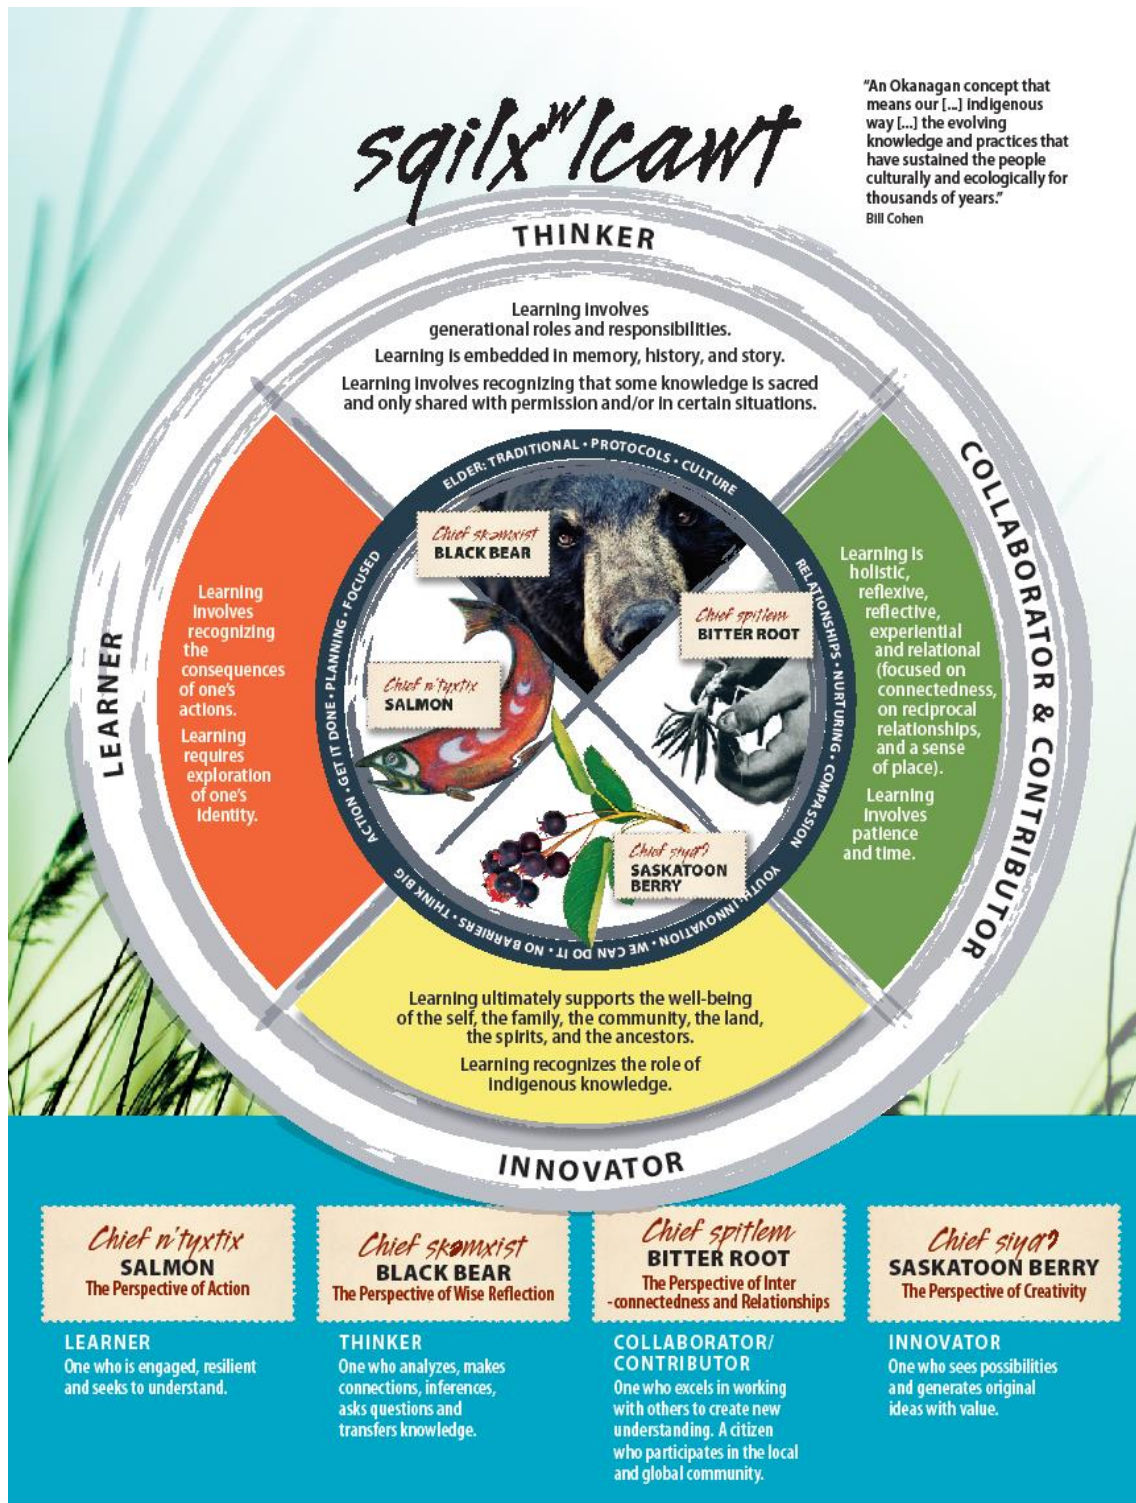 sqilxʷlcawt
"An Okanagan concept that
means our [...] indigenous
way [...] the evolving
knowledge and practices that
have sustained the people
culturally and ecologically for
thousands of years."
Bill Cohen
THINKER
Learning involves
generational roles and responsibilities.
Learning is embedded in memory, history, and story.
Learning involves recognizing that some knowledge is sacred
and only shared with permission and/or in certain situations.
ELDER: TRADITIONAL • PROTOCOLS • CULTURE
Chief skəmxist
BLACK BEAR
LEARNER
Learning
involves
recognizing
the
consequences
of one's
actions.
Learning
requires
exploration
of one's
identity.
ACTION • GET IT DONE • PLANNING • FOCUSED
Chief n'tyxtix
SALMON
Chief spitlem
BITTER ROOT
RELATIONSHIPS • NURTURING • COMPASSION
Learning is
holistic,
reflexive,
reflective,
experiential
and relational
(focused on
connectedness,
on reciprocal
relationships,
and a sense
of place).
Learning
involves
patience
and time.
COLLABORATOR & CONTRIBUTOR
Chief siyaʔ
SASKATOON
BERRY
YOUTH: INNOVATION • WE CAN DO IT • NO BARRIERS • THINK BIG
Learning ultimately supports the well-being
of the self, the family, the community, the land,
the spirits, and the ancestors.
Learning recognizes the role of
indigenous knowledge.
INNOVATOR
Chief n'tyxtix
SALMON
The Perspective of Action
LEARNER
One who is engaged, resilient
and seeks to understand.
Chief skəmxist
BLACK BEAR
The Perspective of Wise Reflection
THINKER
One who analyzes, makes
connections, inferences,
asks questions and
transfers knowledge.
Chief spitlem
BITTER ROOT
The Perspective of Inter
-connectedness and Relationships
COLLABORATOR/
CONTRIBUTOR
One who excels in working
with others to create new
understanding. A citizen
who participates in the local
and global community.
Chief siyaʔ
SASKATOON BERRY
The Perspective of Creativity
INNOVATOR
One who sees possibilities
and generates original
ideas with value.